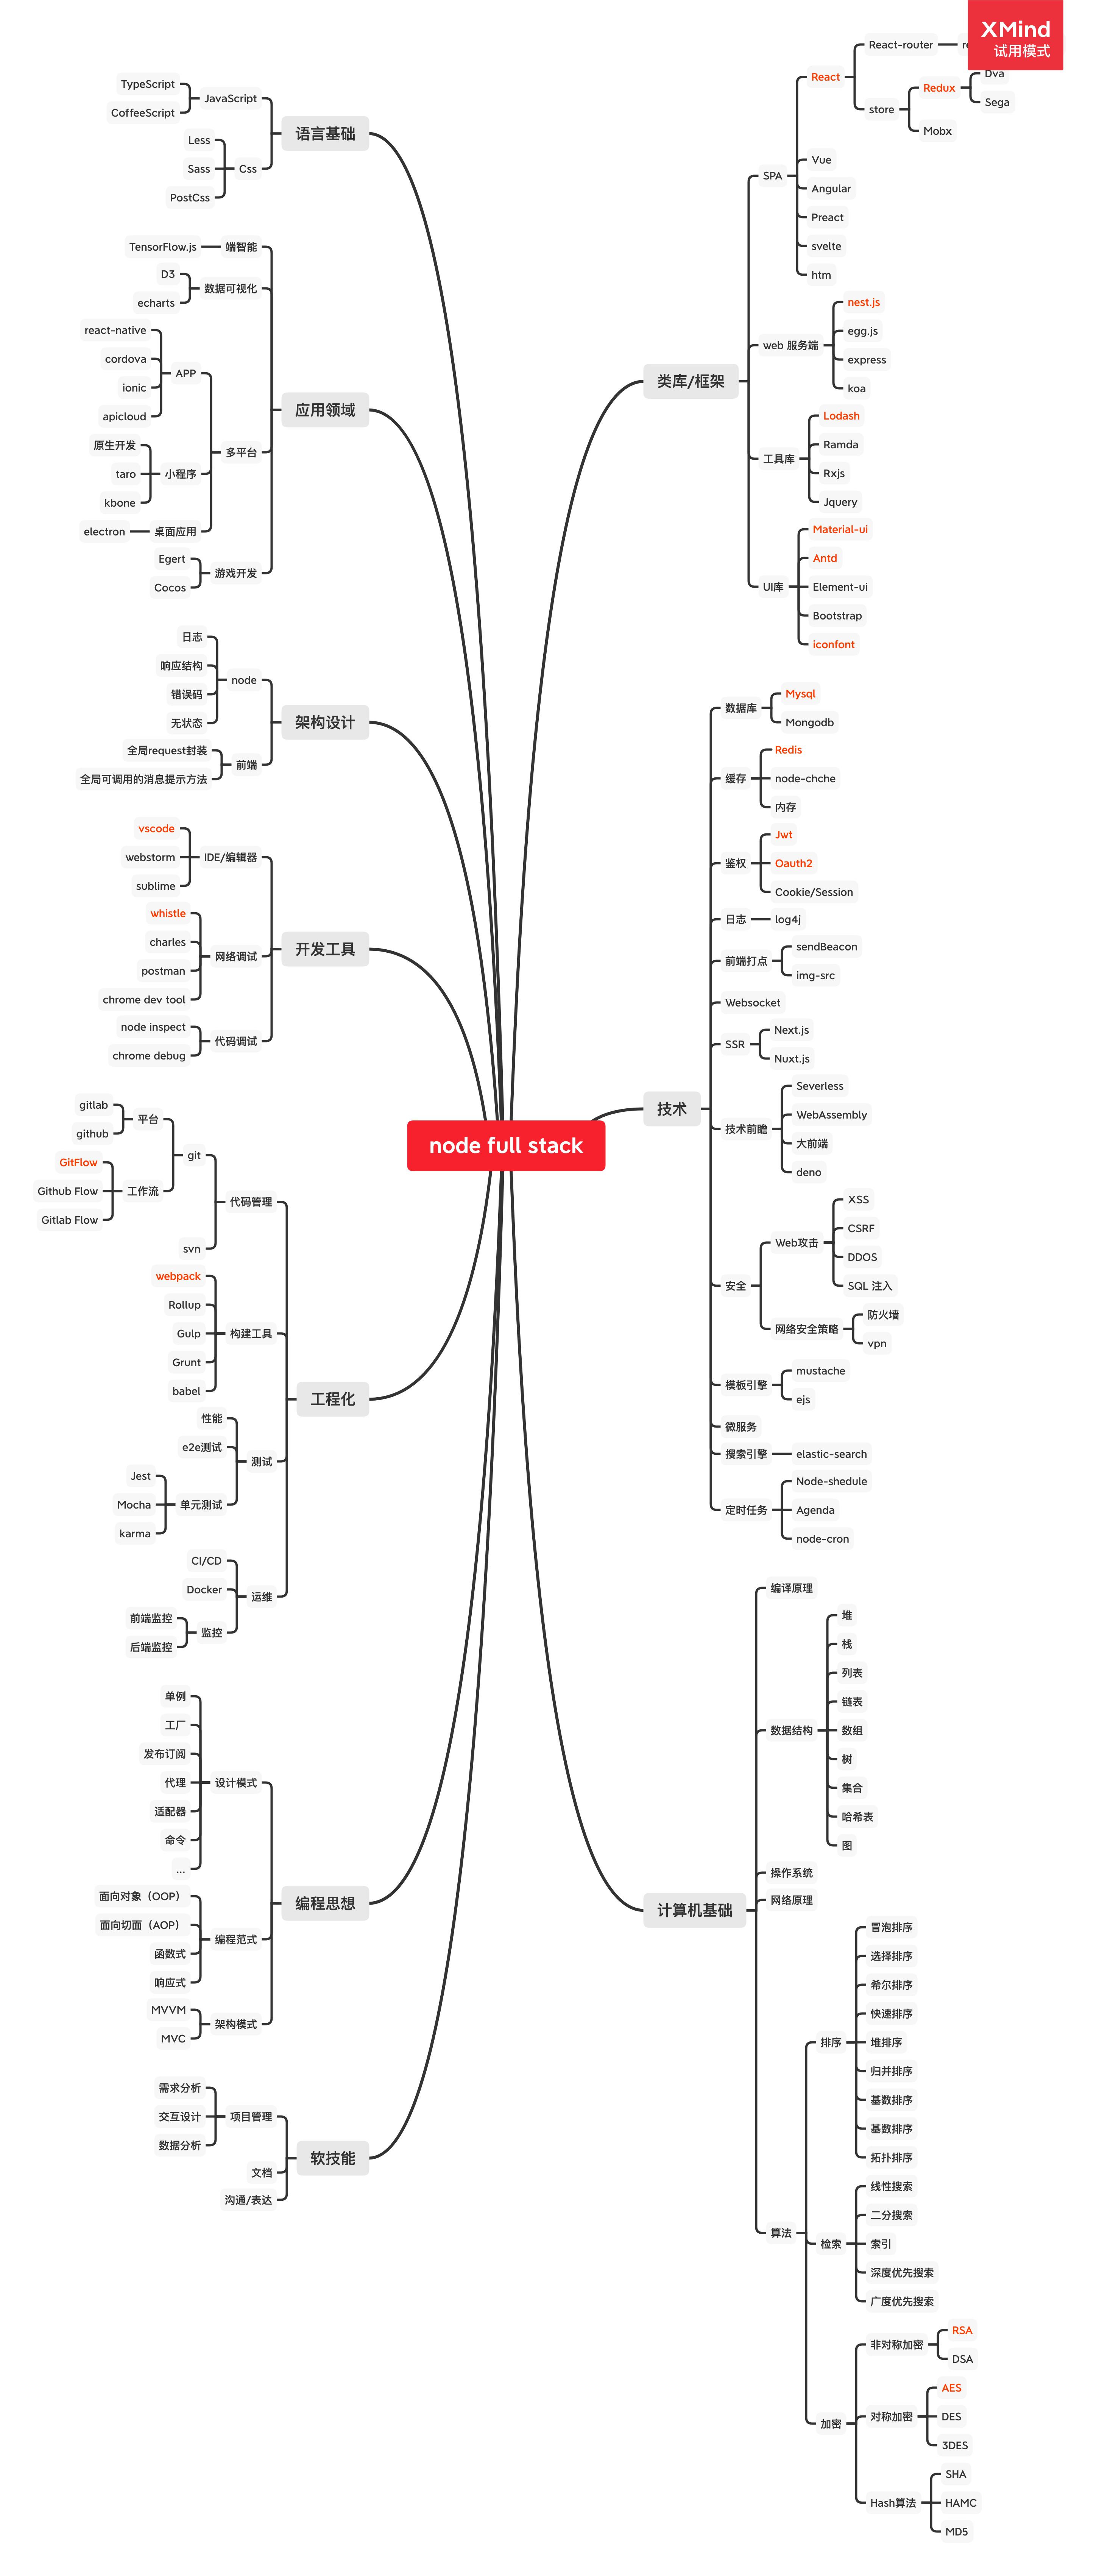 XMind
试用模式
node full stack
类库/框架
SPA
React
React-router
store
Redux
Dva
Sega
Mobx
Vue
Angular
Preact
svelte
htm
web 服务端
nest.js
egg.js
express
koa
工具库
Lodash
Ramda
Rxjs
Jquery
UI库
Material-ui
Antd
Element-ui
Bootstrap
iconfont
技术
数据库
Mysql
Mongodb
缓存
Redis
node-chche
内存
鉴权
Jwt
Oauth2
Cookie/Session
日志
log4j
前端打点
sendBeacon
img-src
Websocket
SSR
Next.js
Nuxt.js
技术前瞻
Severless
WebAssembly
大前端
deno
安全
Web攻击
XSS
CSRF
DDOS
SQL 注入
网络安全策略
防火墙
vpn
模板引擎
mustache
ejs
微服务
搜索引擎
elastic-search
定时任务
Node-shedule
Agenda
node-cron
计算机基础
编译原理
数据结构
堆
栈
列表
链表
数组
树
集合
哈希表
图
操作系统
网络原理
算法
排序
冒泡排序
选择排序
希尔排序
快速排序
堆排序
归并排序
基数排序
基数排序
拓扑排序
检索
线性搜索
二分搜索
索引
深度优先搜索
广度优先搜索
加密
非对称加密
RSA
DSA
对称加密
AES
DES
3DES
Hash算法
SHA
HAMC
MD5
语言基础
JavaScript
TypeScript
CoffeeScript
Css
Less
Sass
PostCss
应用领域
端智能
TensorFlow.js
数据可视化
D3
echarts
多平台
APP
react-native
cordova
ionic
apicloud
小程序
原生开发
taro
kbone
桌面应用
electron
游戏开发
Egert
Cocos
架构设计
node
日志
响应结构
错误码
无状态
前端
全局request封装
全局可调用的消息提示方法
开发工具
IDE/编辑器
vscode
webstorm
sublime
网络调试
whistle
charles
postman
chrome dev tool
代码调试
node inspect
chrome debug
工程化
代码管理
git
平台
gitlab
github
工作流
GitFlow
Github Flow
Gitlab Flow
svn
构建工具
webpack
Rollup
Gulp
Grunt
babel
测试
性能
e2e测试
单元测试
Jest
Mocha
karma
运维
CI/CD
Docker
监控
前端监控
后端监控
编程思想
设计模式
单例
工厂
发布订阅
代理
适配器
命令
...
编程范式
面向对象（OOP）
面向切面（AOP）
函数式
响应式
架构模式
MVVM
MVC
软技能
项目管理
需求分析
交互设计
数据分析
文档
沟通/表达